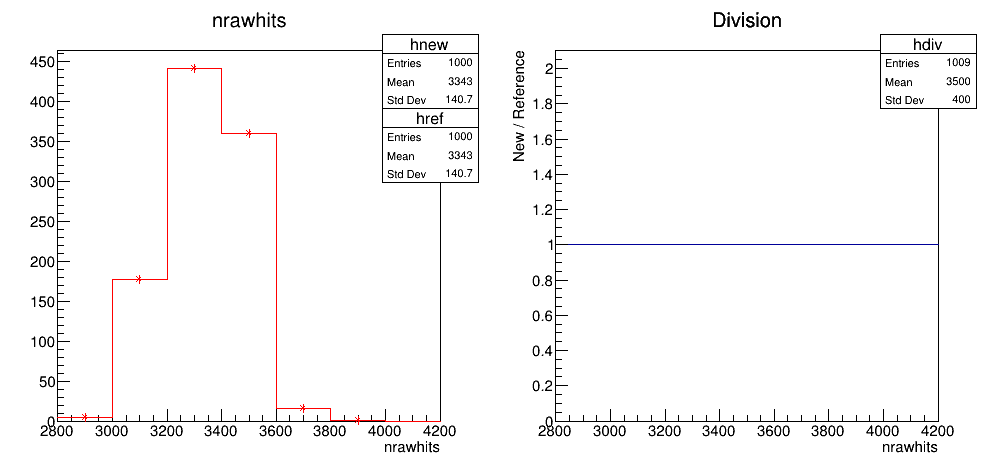 nrawhits
hnew
Entries 1000
Mean 3343
Std Dev 140.7
href
Entries 1000
Mean 3343
Std Dev 140.7
450
400
350
300
250
200
150
100
50
0
2800 3000 3200 3400 3600 3800 4000 4200
nrawhits
Division
hdiv
Entries 1009
Mean 3500
Std Dev 400
New / Reference
2
1.8
1.6
1.4
1.2
1
0.8
0.6
0.4
0.2
0
2800 3000 3200 3400 3600 3800 4000 4200
nrawhits